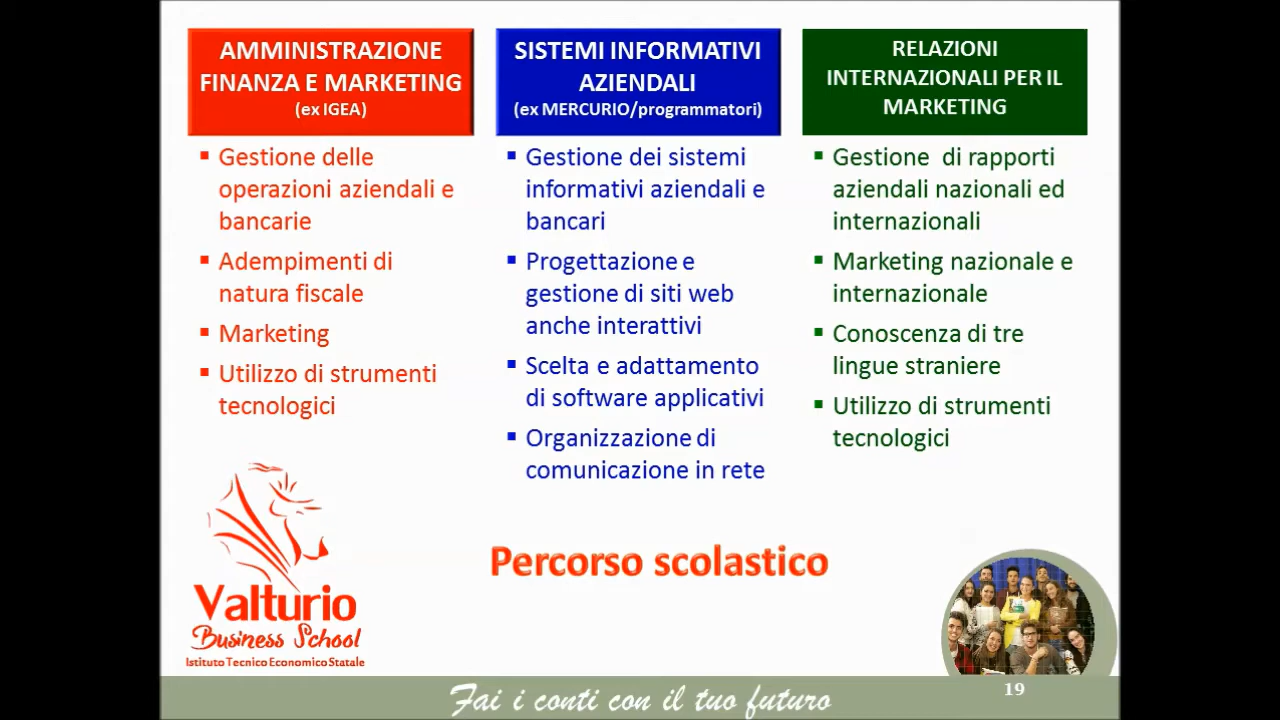 AMMINISTRAZIONE
FINANZA E MARKETING
(ex IGEA)
▪ Gestione delle
operazioni aziendali e
bancarie
▪ Adempimenti di
natura fiscale
▪ Marketing
▪ Utilizzo di strumenti
tecnologici
SISTEMI INFORMATIVI
AZIENDALI
(ex MERCURIO/programmatori)
▪ Gestione dei sistemi
informativi aziendali e
bancari
▪ Progettazione e
gestione di siti web
anche interattivi
▪ Scelta e adattamento
di software applicativi
▪ Organizzazione di
comunicazione in rete
RELAZIONI
INTERNAZIONALI PER IL
MARKETING
▪ Gestione di rapporti
aziendali nazionali ed
internazionali
▪ Marketing nazionale e
internazionale
▪ Conoscenza di tre
lingue straniere
▪ Utilizzo di strumenti
tecnologici
Percorso scolastico
Valturio
Business School
Istituto Tecnico Economico Statale
Fai i conti con il tuo futuro
19